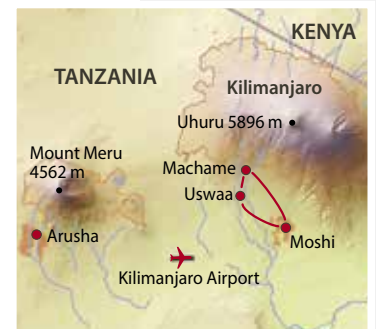 KENYA
TANZANIA
Kilimanjaro
Uhuru 5896 m
Mount Meru
4562 m
Machame
Uswaa
Arusha
Moshi
Kilimanjaro Airport